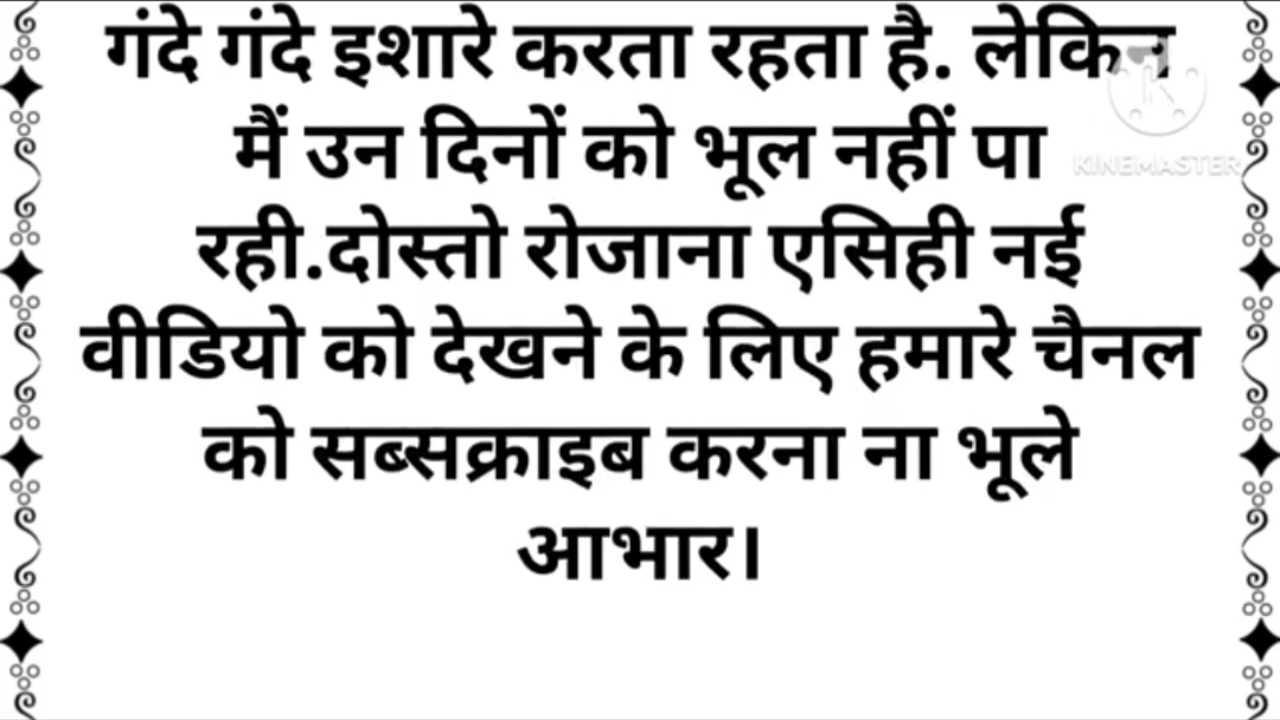 गंदे गंदे इशारे करता रहता है. लेकिन
मैं उन दिनों को भूल नहीं पा
रही.दोस्तो रोजाना एसिही नई
वीडियो को देखने के लिए हमारे चैनल
को सब्सक्राइब करना ना भूले
आभार।
KINEMASTER